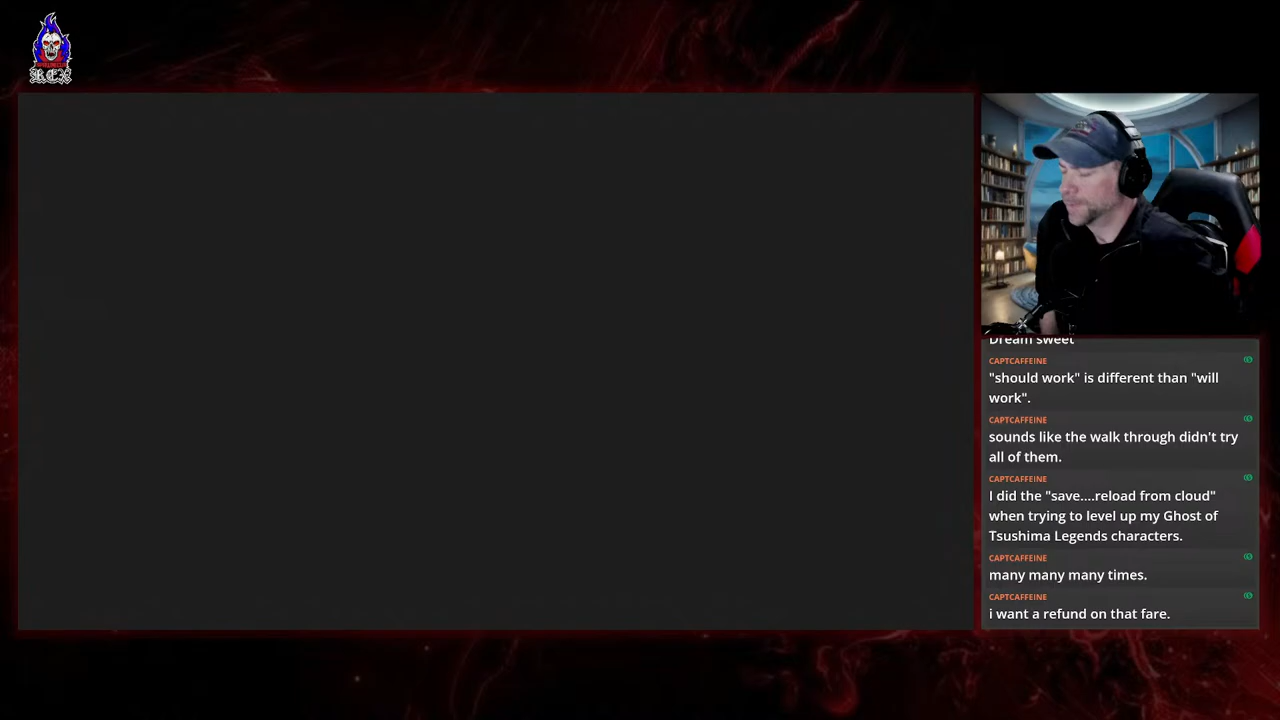 REX
Dream sweet
CAPTCAFFEINE
"should work" is different than "will
work".
CAPTCAFFEINE
sounds like the walk through didn't try
all of them.
CAPTCAFFEINE
I did the "save....reload from cloud"
when trying to level up my Ghost of
Tsushima Legends characters.
CAPTCAFFEINE
many many many times.
CAPTCAFFEINE
i want a refund on that fare.